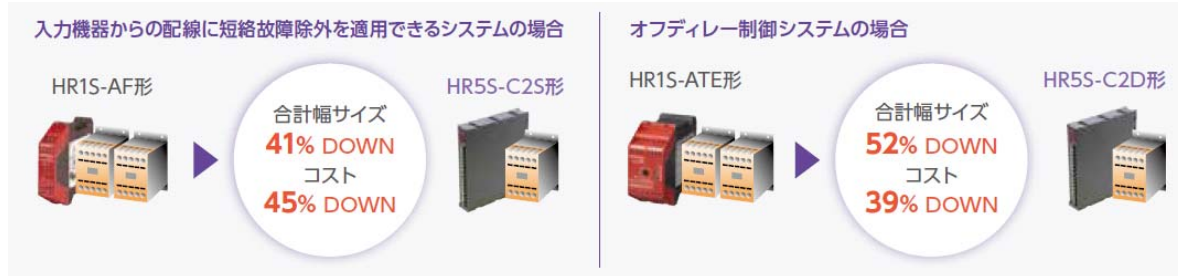 入力機器からの配線に短絡故障除外を適用できるシステムの場合
HR1S-AF形
合計幅サイズ
41% DOWN
コスト
45% DOWN
HR5S-C2S形
オフディレー制御システムの場合
HR1S-ATE形
合計幅サイズ
52% DOWN
コスト
39% DOWN
HR5S-C2D形